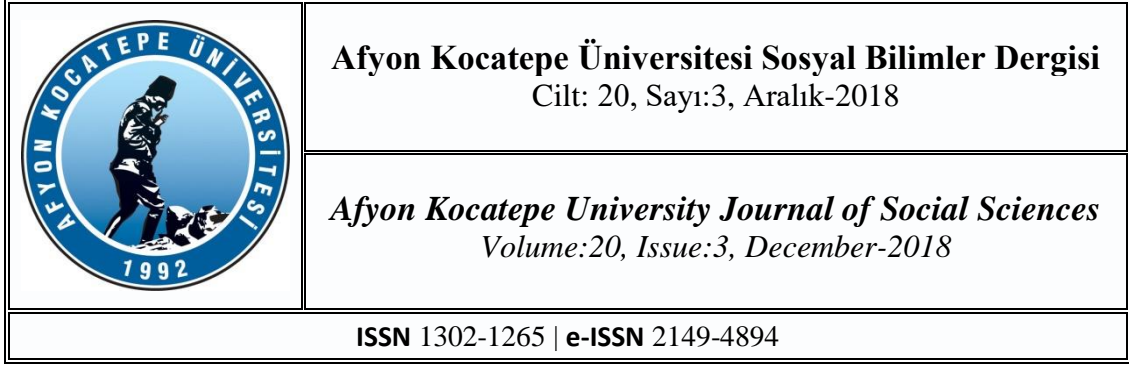 AFYON KOCATEPE ÜNİVERSİTESİ
1992
Afyon Kocatepe Üniversitesi Sosyal Bilimler Dergisi
Cilt: 20, Sayı:3, Aralık-2018
Afyon Kocatepe University Journal of Social Sciences
Volume:20, Issue:3, December-2018
ISSN 1302-1265 | e-ISSN 2149-4894